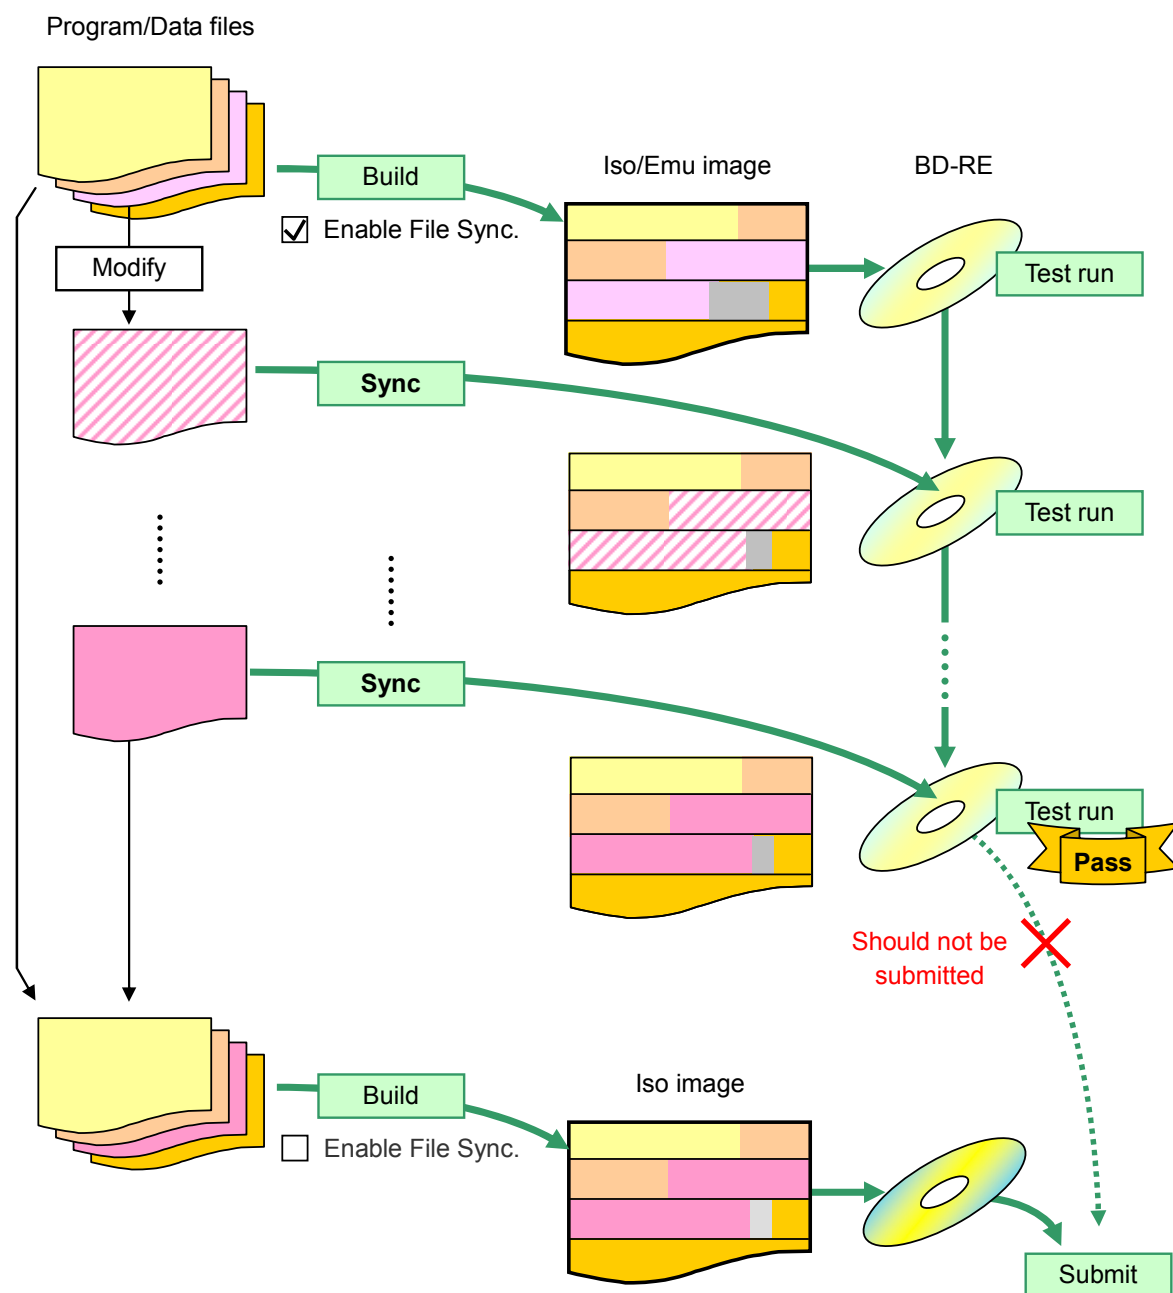 Program/Data files
Build
Iso/Emu image
BD-RE
Enable File Sync.
Modify
Test run
Sync
Test run
Sync
Test run
Pass
Should not be
submitted
Build
Iso image
Enable File Sync.
Submit